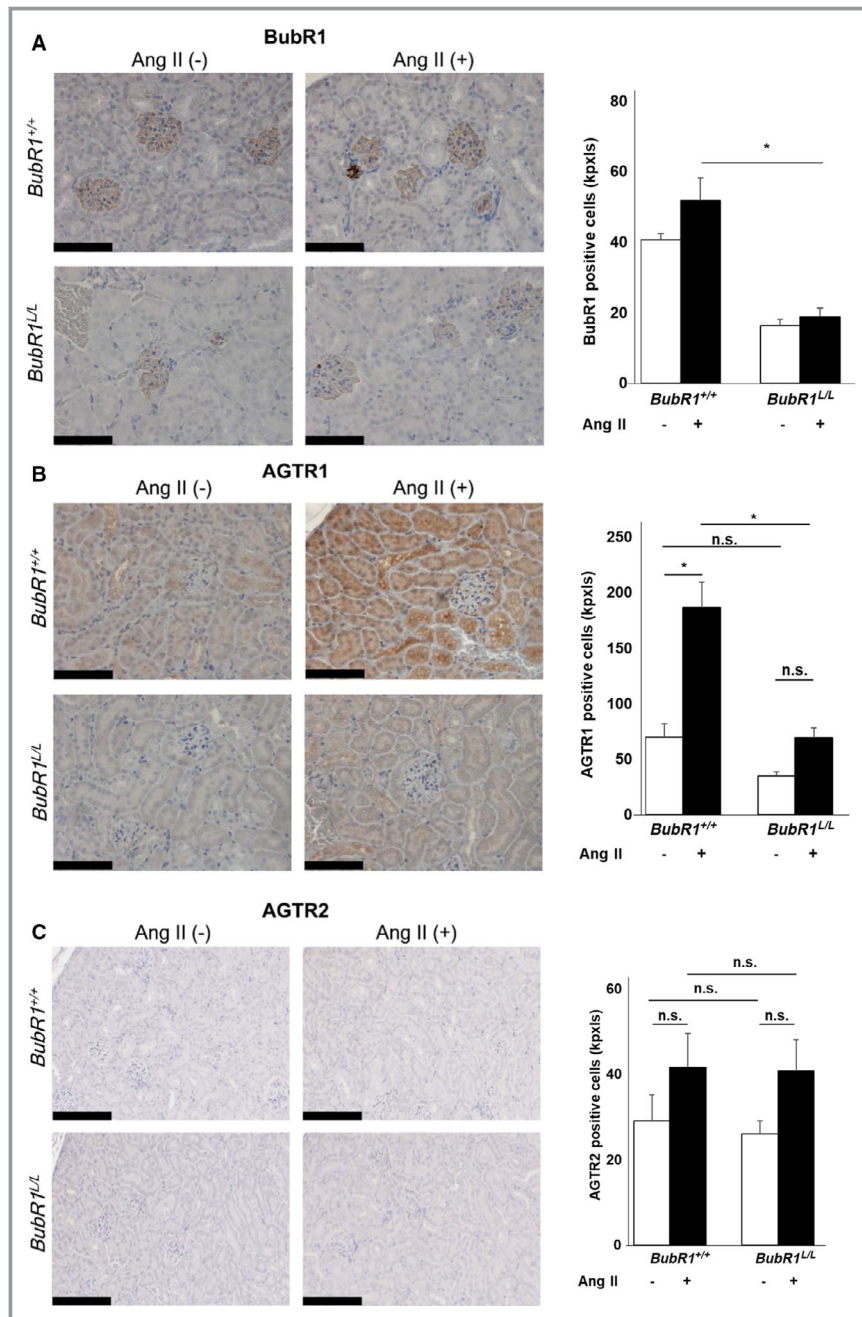 A
BubR1
Ang II (-) Ang II (+)
BubR1+/+
BubR1L/L
80
60
40
20
0
BubR1 positive cells (kpxls)
*
BubR1+/+ BubR1L/L
Ang II - + - +
B
AGTR1
Ang II (-) Ang II (+)
BubR1+/+
BubR1L/L
250
200
150
100
50
0
AGTR1 positive cells (kpxls)
*
n.s.
*
n.s.
BubR1+/+ BubR1L/L
Ang II - + - +
C
AGTR2
Ang II (-) Ang II (+)
BubR1+/+
BubR1L/L
60
40
20
0
AGTR2 positive cells (kpxls)
n.s.
n.s.
n.s. n.s.
BubR1+/+ BubR1L/L
Ang II - + - +